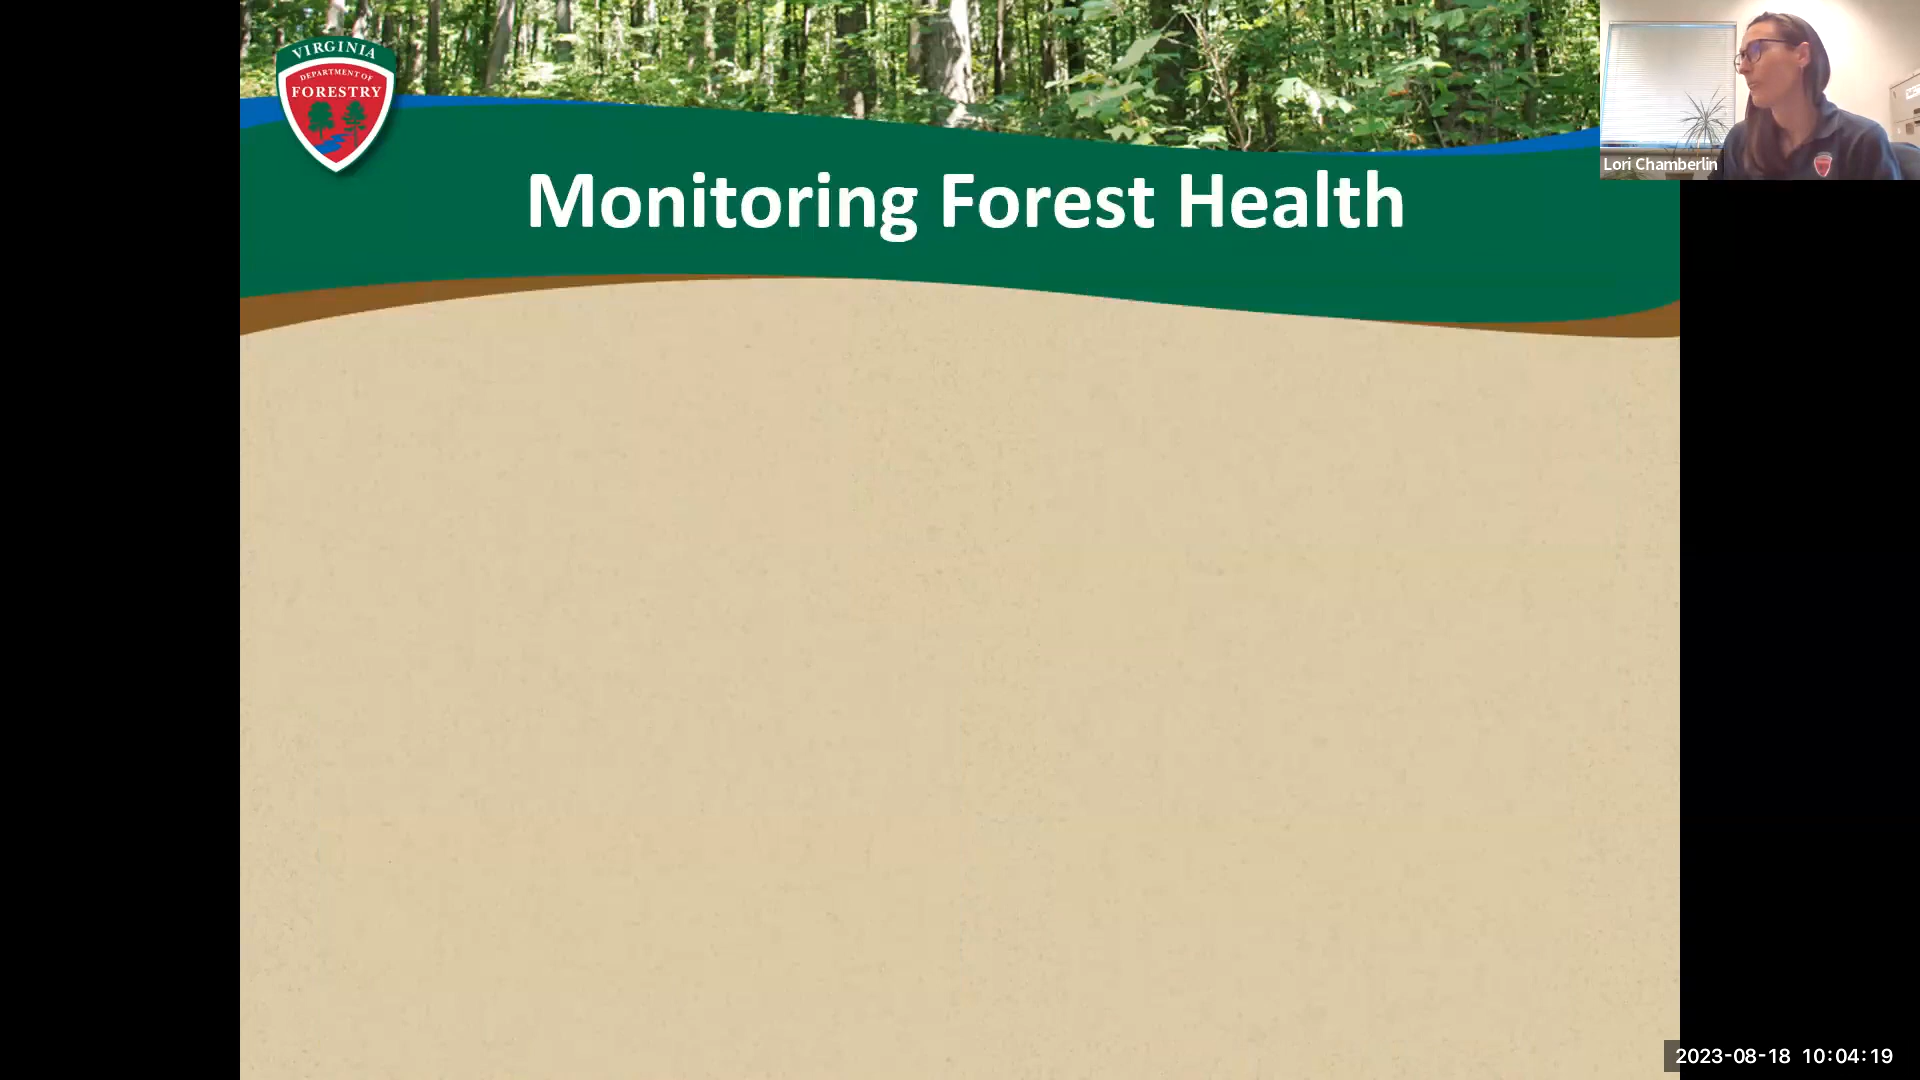 VIRGINIA
DEPARTMENT OF
FORESTRY
Monitoring Forest Health
Lori Chamberlin
2023-08-18 10:04:19